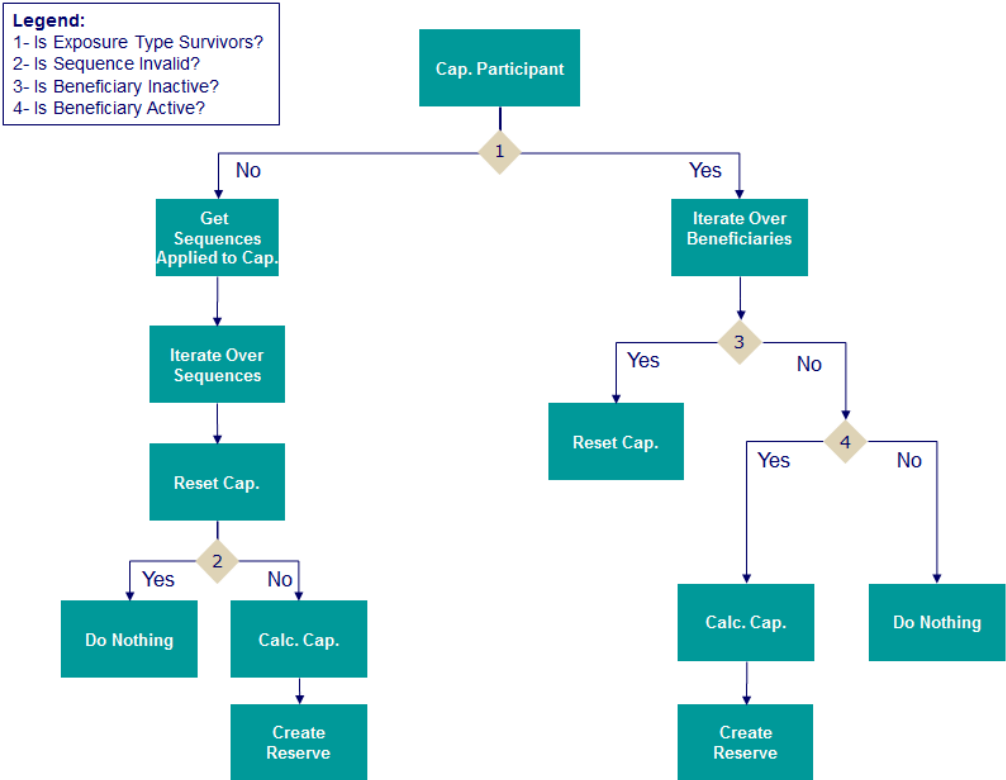 Legend:
1- Is Exposure Type Survivors?
2- Is Sequence Invalid?
3- Is Beneficiary Inactive?
4- Is Beneficiary Active?
Cap. Participant
1
No
Yes
Get
Sequences
Applied to Cap.
Iterate Over
Beneficiaries
Iterate Over
Sequences
3
Yes
No
Reset Cap.
Reset Cap.
4
Yes
No
2
Yes
No
Do Nothing
Calc. Cap.
Calc. Cap.
Do Nothing
Create
Reserve
Create
Reserve